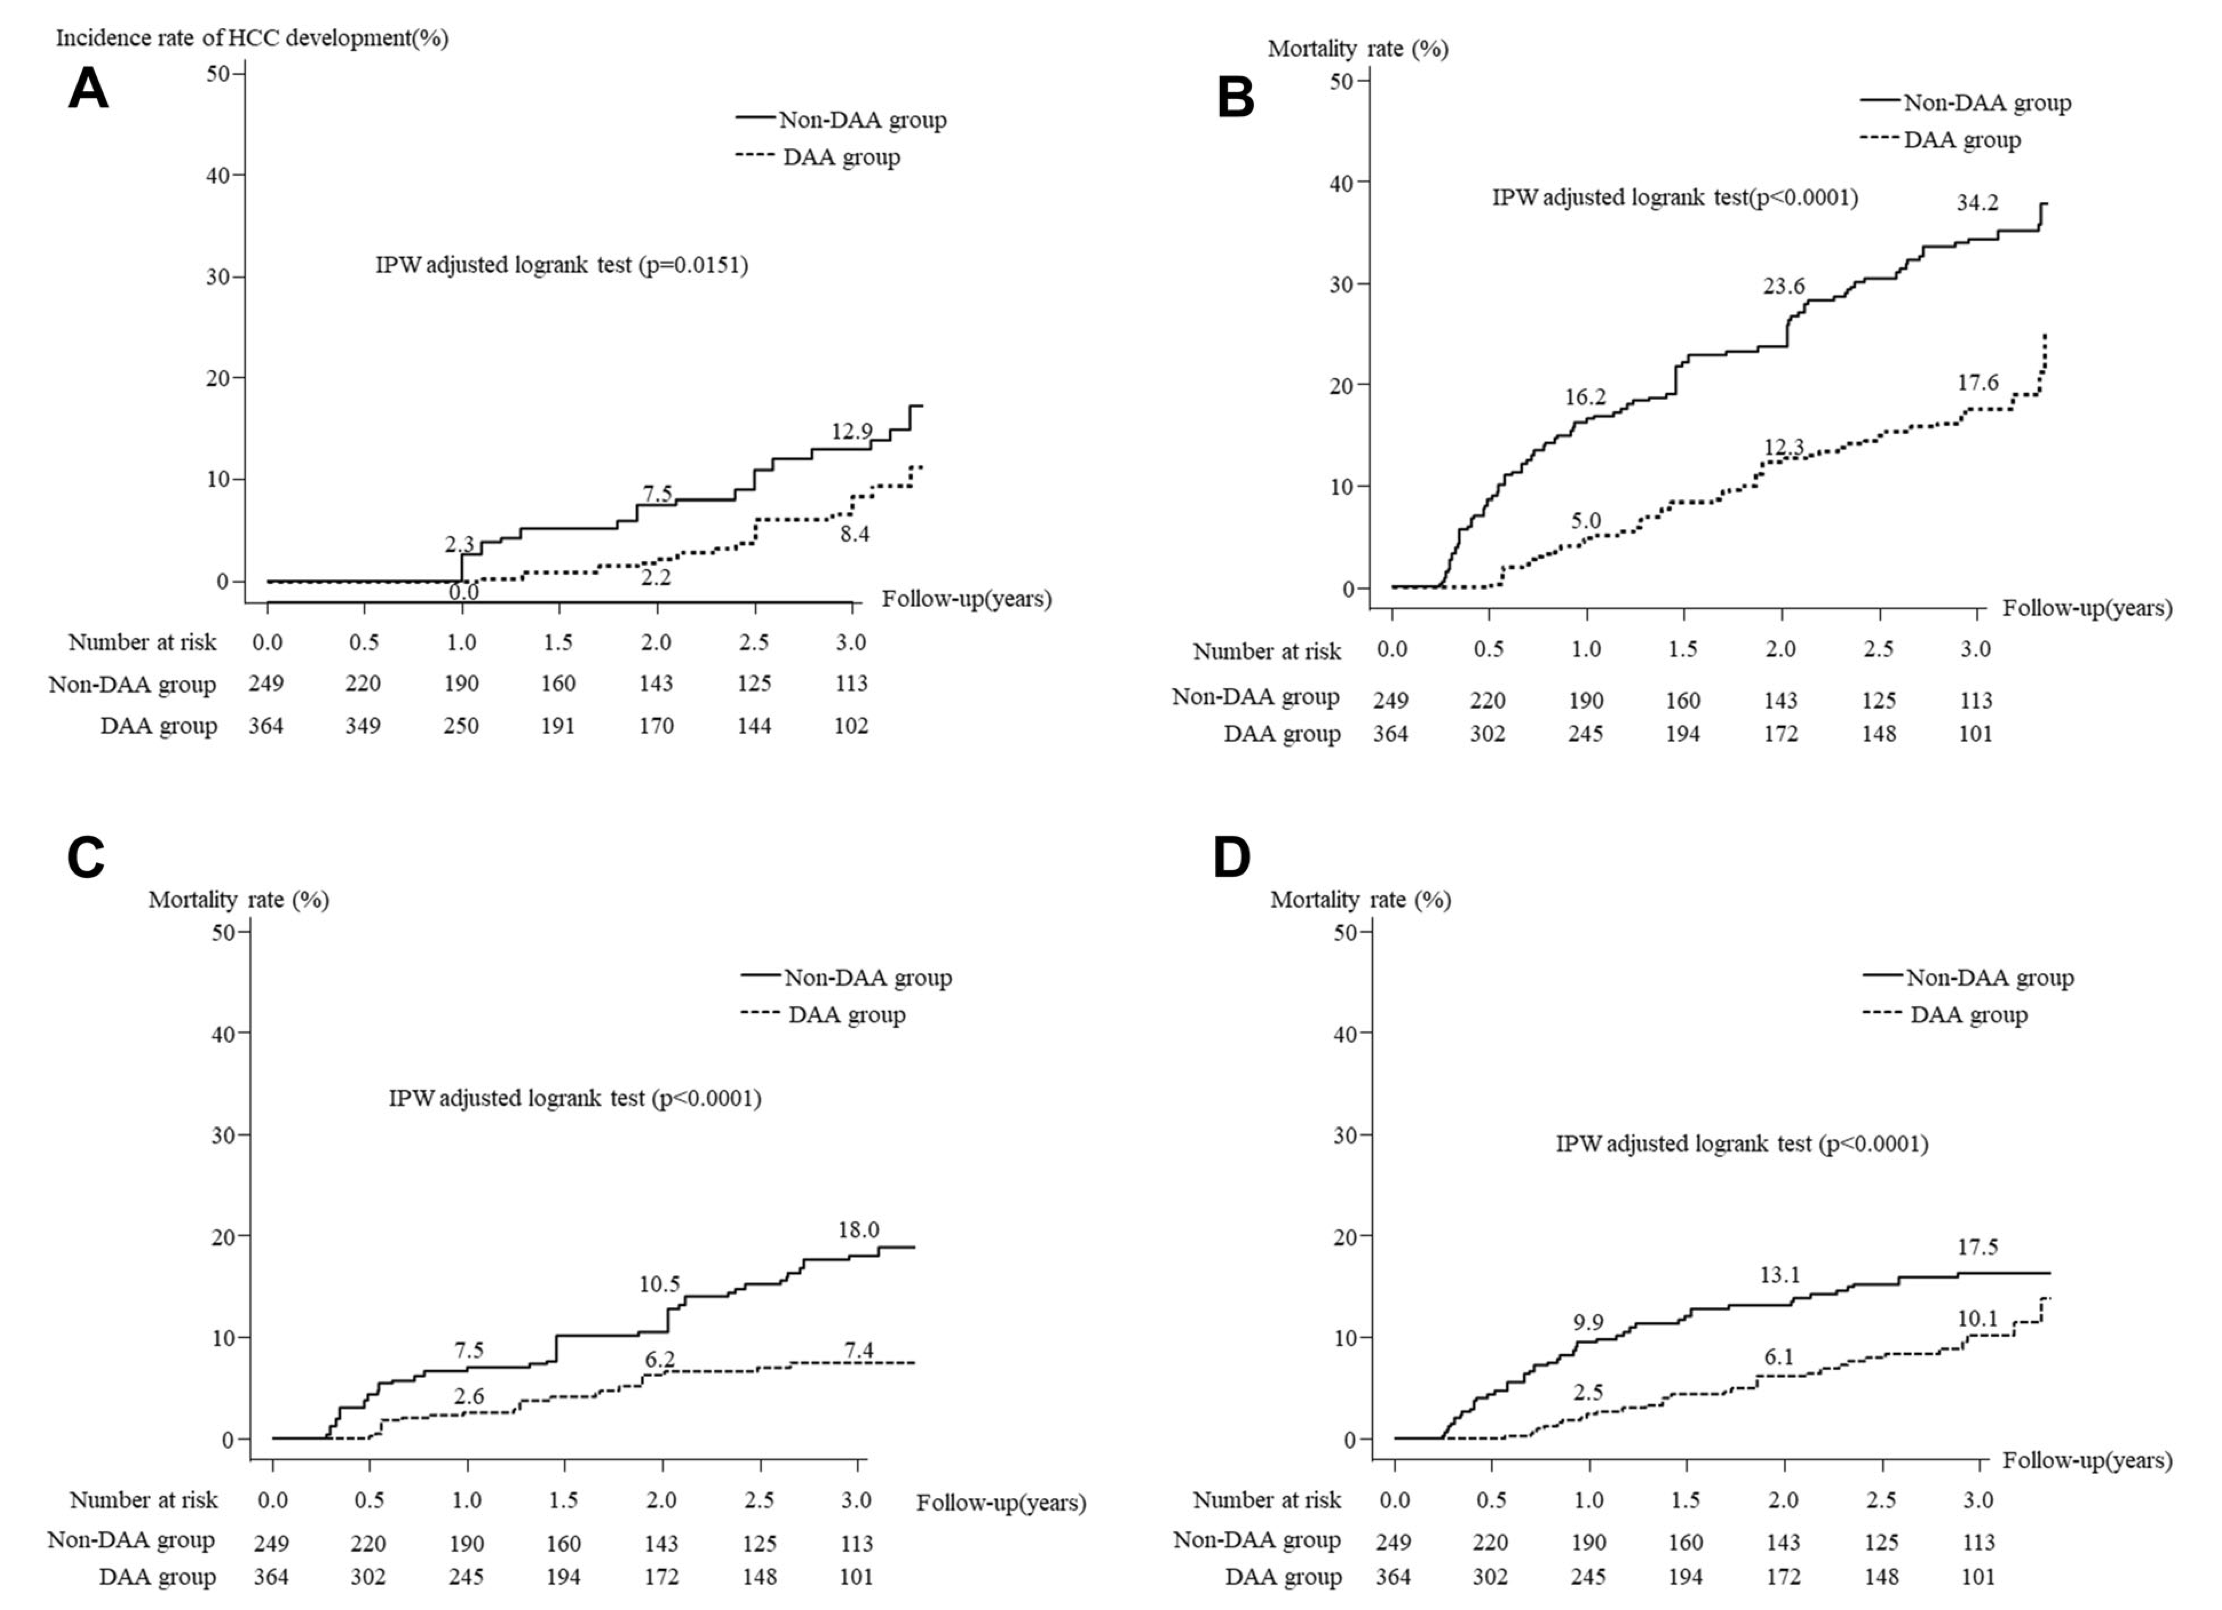 Incidence rate of HCC development(%)
A
50
40
30
20
10
0
Non-DAA group
DAA group
IPW adjusted logrank test (p=0.0151)
2.3
7.5
12.9
0.0
2.2
8.4
Follow-up(years)
Number at risk 0.0 0.5 1.0 1.5 2.0 2.5 3.0
Non-DAA group 249 220 190 160 143 125 113
DAA group 364 349 250 191 170 144 102
Mortality rate (%)
B
50
40
30
20
10
0
Non-DAA group
DAA group
IPW adjusted logrank test(p<0.0001)
16.2
23.6
34.2
5.0
12.3
17.6
Follow-up(years)
Number at risk 0.0 0.5 1.0 1.5 2.0 2.5 3.0
Non-DAA group 249 220 190 160 143 125 113
DAA group 364 302 245 194 172 148 101
C
Mortality rate (%)
50
40
30
20
10
0
Non-DAA group
DAA group
IPW adjusted logrank test (p<0.0001)
7.5
10.5
18.0
2.6
6.2
7.4
Number at risk 0.0 0.5 1.0 1.5 2.0 2.5 3.0 Follow-up(years)
Non-DAA group 249 220 190 160 143 125 113
DAA group 364 302 245 194 172 148 101
D
Mortality rate (%)
50
40
30
20
10
0
Non-DAA group
DAA group
IPW adjusted logrank test (p<0.0001)
9.9
13.1
17.5
2.5
6.1
10.1
Follow-up(years)
Number at risk 0.0 0.5 1.0 1.5 2.0 2.5 3.0
Non-DAA group 249 220 190 160 143 125 113
DAA group 364 302 245 194 172 148 101